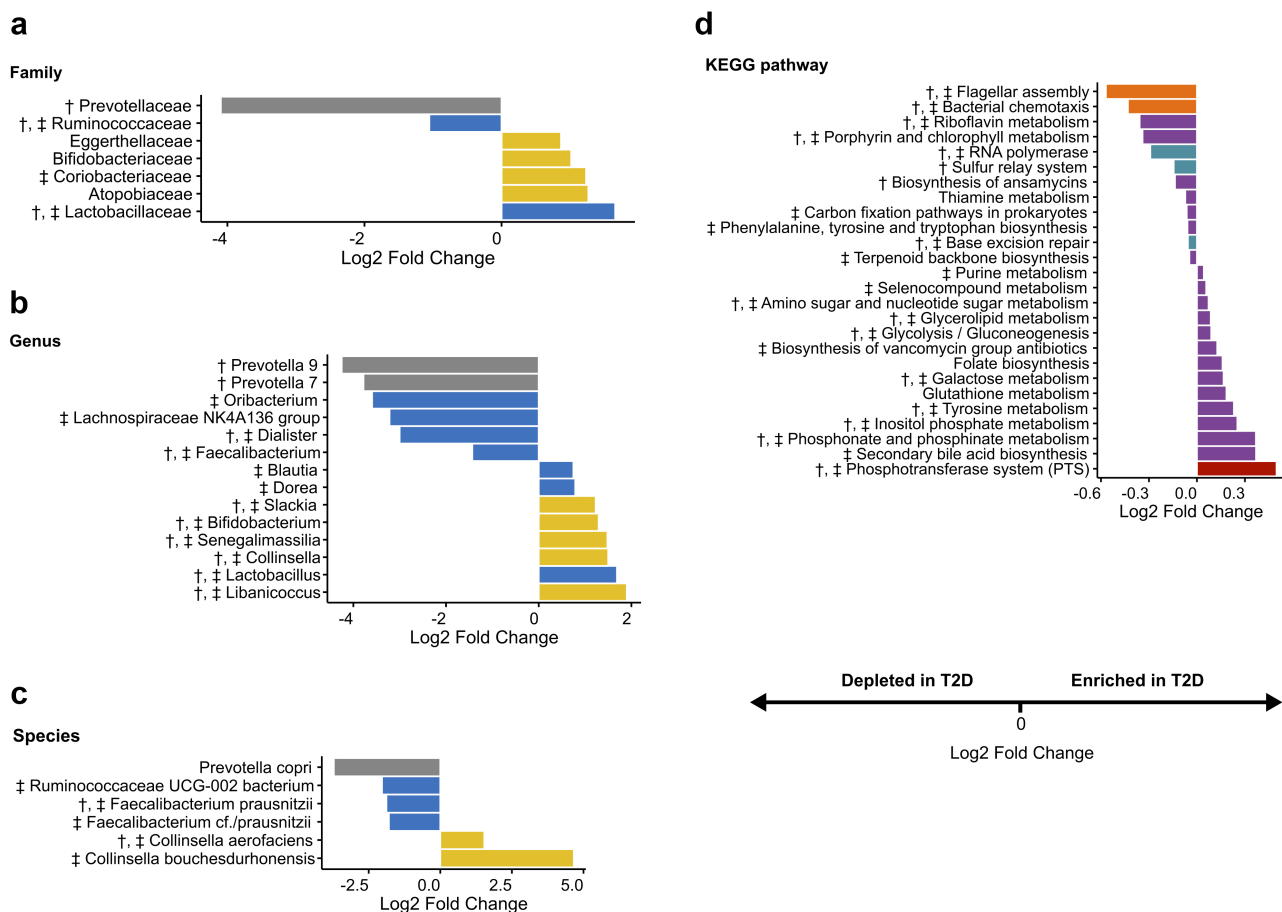 a
Family
† Prevotellaceae
†, ‡ Ruminococcaceae
Eggerthellaceae
Bifidobacteriaceae
‡ Coriobacteriaceae
Atopobiaceae
†, ‡ Lactobacillaceae
-4 -2 0
Log2 Fold Change
b
Genus
† Prevotella 9
† Prevotella 7
‡ Oribacterium
‡ Lachnospiraceae NK4A136 group
†, ‡ Dialister
†, ‡ Faecalibacterium
‡ Blautia
‡ Dorea
†, ‡ Slackia
†, ‡ Bifidobacterium
†, ‡ Senegalimassilia
†, ‡ Collinsella
†, ‡ Lactobacillus
†, ‡ Libanicoccus
-4 -2 0 2
Log2 Fold Change
c
Species
Prevotella copri
‡ Ruminococcaceae UCG-002 bacterium
†, ‡ Faecalibacterium prausnitzii
‡ Faecalibacterium cf./prausnitzii
†, ‡ Collinsella aerofaciens
‡ Collinsella bouchesdurhonensis
-2.5 0.0 2.5 5.0
Log2 Fold Change
d
KEGG pathway
†, ‡ Flagellar assembly
†, ‡ Bacterial chemotaxis
†, ‡ Riboflavin metabolism
†, ‡ Porphyrin and chlorophyll metabolism
†, ‡ RNA polymerase
† Sulfur relay system
† Biosynthesis of ansamycins
Thiamine metabolism
‡ Carbon fixation pathways in prokaryotes
‡ Phenylalanine, tyrosine and tryptophan biosynthesis
†, ‡ Base excision repair
‡ Terpenoid backbone biosynthesis
‡ Purine metabolism
‡ Selenocompound metabolism
†, ‡ Amino sugar and nucleotide sugar metabolism
†, ‡ Glycerolipid metabolism
†, ‡ Glycolysis / Gluconeogenesis
‡ Biosynthesis of vancomycin group antibiotics
Folate biosynthesis
†, ‡ Galactose metabolism
Glutathione metabolism
†, ‡ Tyrosine metabolism
†, ‡ Inositol phosphate metabolism
†, ‡ Phosphonate and phosphinate metabolism
‡ Secondary bile acid biosynthesis
†, ‡ Phosphotransferase system (PTS)
-0.6 -0.3 0.0 0.3
Log2 Fold Change
Depleted in T2D Enriched in T2D
0
Log2 Fold Change